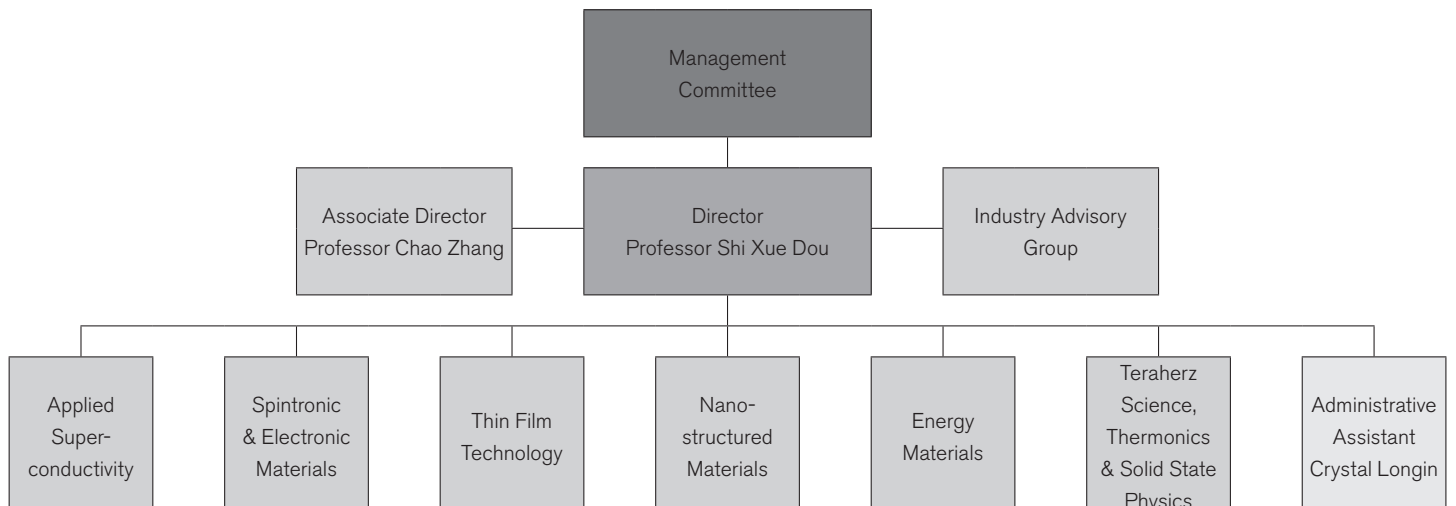 Management
Committee
Associate Director
Professor Chao Zhang
Director
Professor Shi Xue Dou
Industry Advisory
Group
Applied
Super-
conductivity
Spintronic
& Electronic
Materials
Thin Film
Technology
Nano-
structured
Materials
Energy
Materials
Teraherz
Science,
Thermonics
& Solid State
Physics
Administrative
Assistant
Crystal Longin